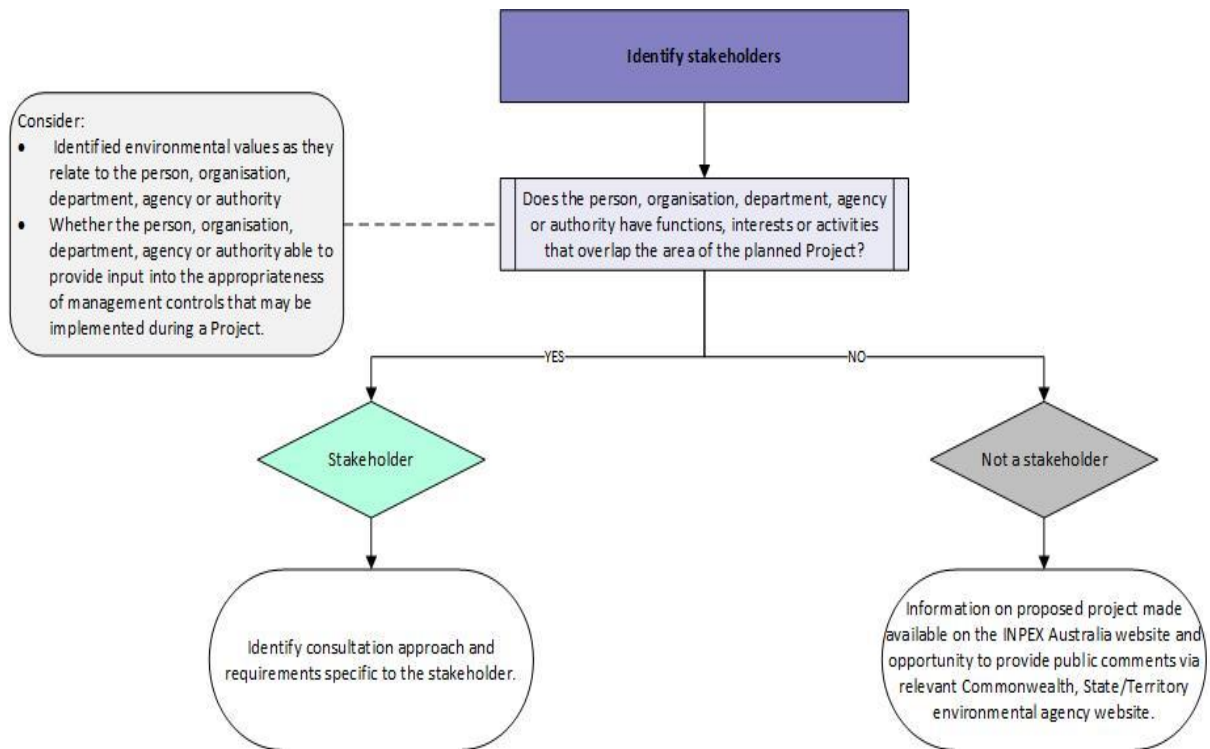 Identify stakeholders
Consider:
• Identified environmental values as they
relate to the person, organisation,
department, agency or authority
• Whether the person, organisation,
department, agency or authority able to
provide input into the appropriateness
of management controls that may be
implemented during a Project.
Does the person, organisation, department, agency
or authority have functions, interests or activities
that overlap the area of the planned Project?
YES
NO
Stakeholder
Not a stakeholder
Identify consultation approach and
requirements specific to the stakeholder.
Information on proposed project made
available on the INPEX Australia website and
opportunity to provide public comments via
relevant Commonwealth, State/Territory
environmental agency website.